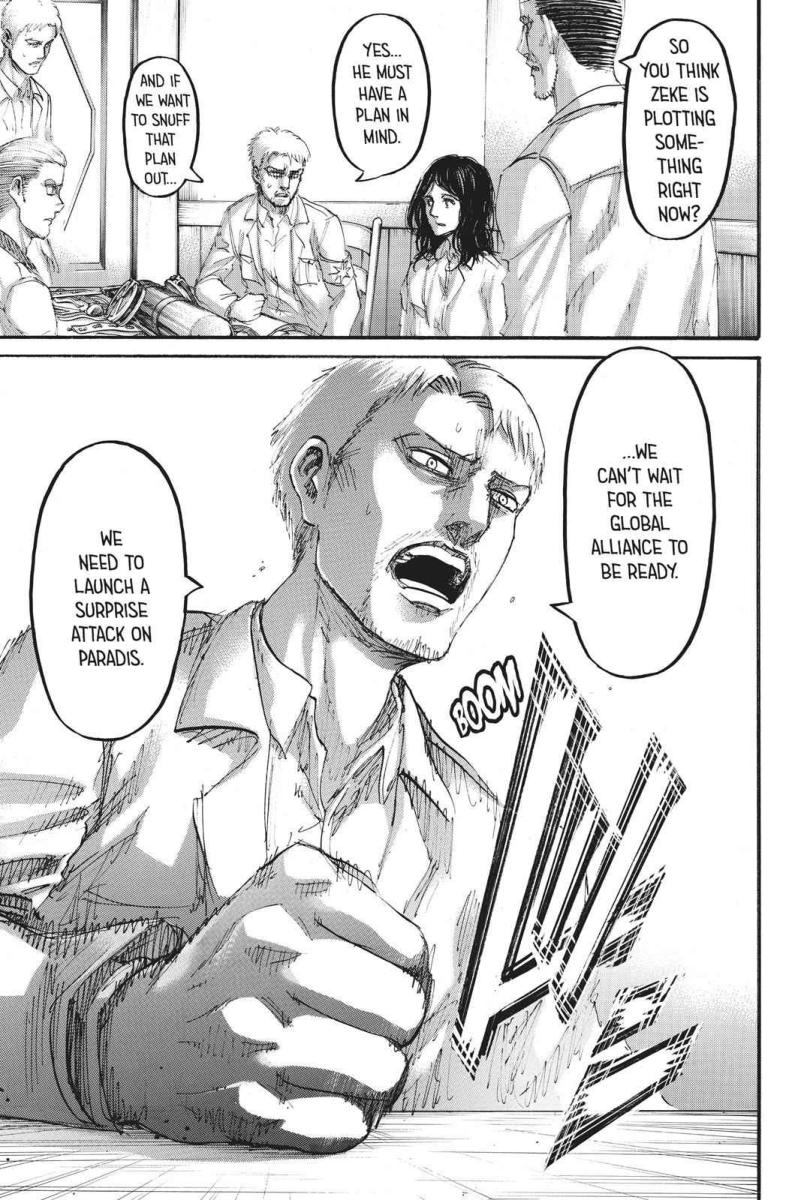 SO
YOU THINK
ZEKE IS
PLOTTING
SOME-
THING
RIGHT
NOW?
YES...
HE MUST
HAVE A
PLAN IN
MIND.
AND IF
WE WANT
TO SNUFF
THAT
PLAN
OUT...
...WE
CAN'T WAIT
FOR THE
GLOBAL
ALLIANCE TO
BE READY.
WE
NEED TO
LAUNCH A
SURPRISE
ATTACK ON
PARADIS.
BOOM